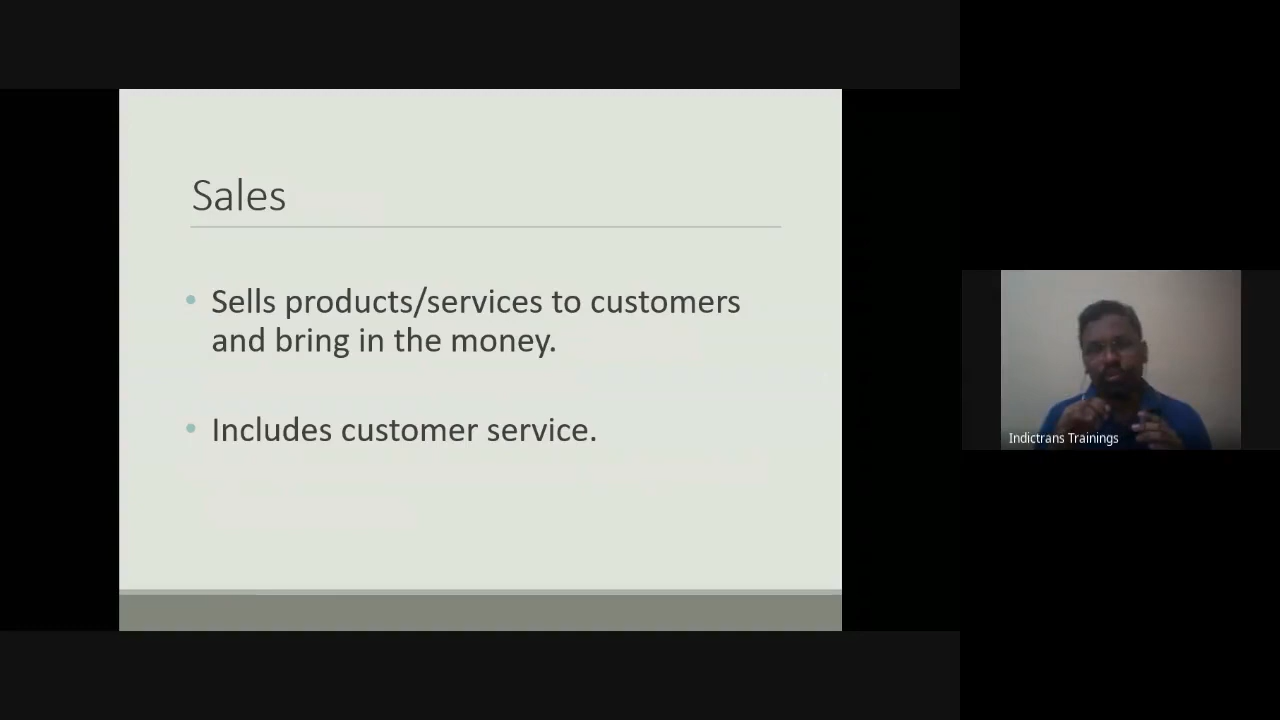 Sales
Sells products/services to customers
and bring in the money.
Includes customer service.
Indictrans Trainings